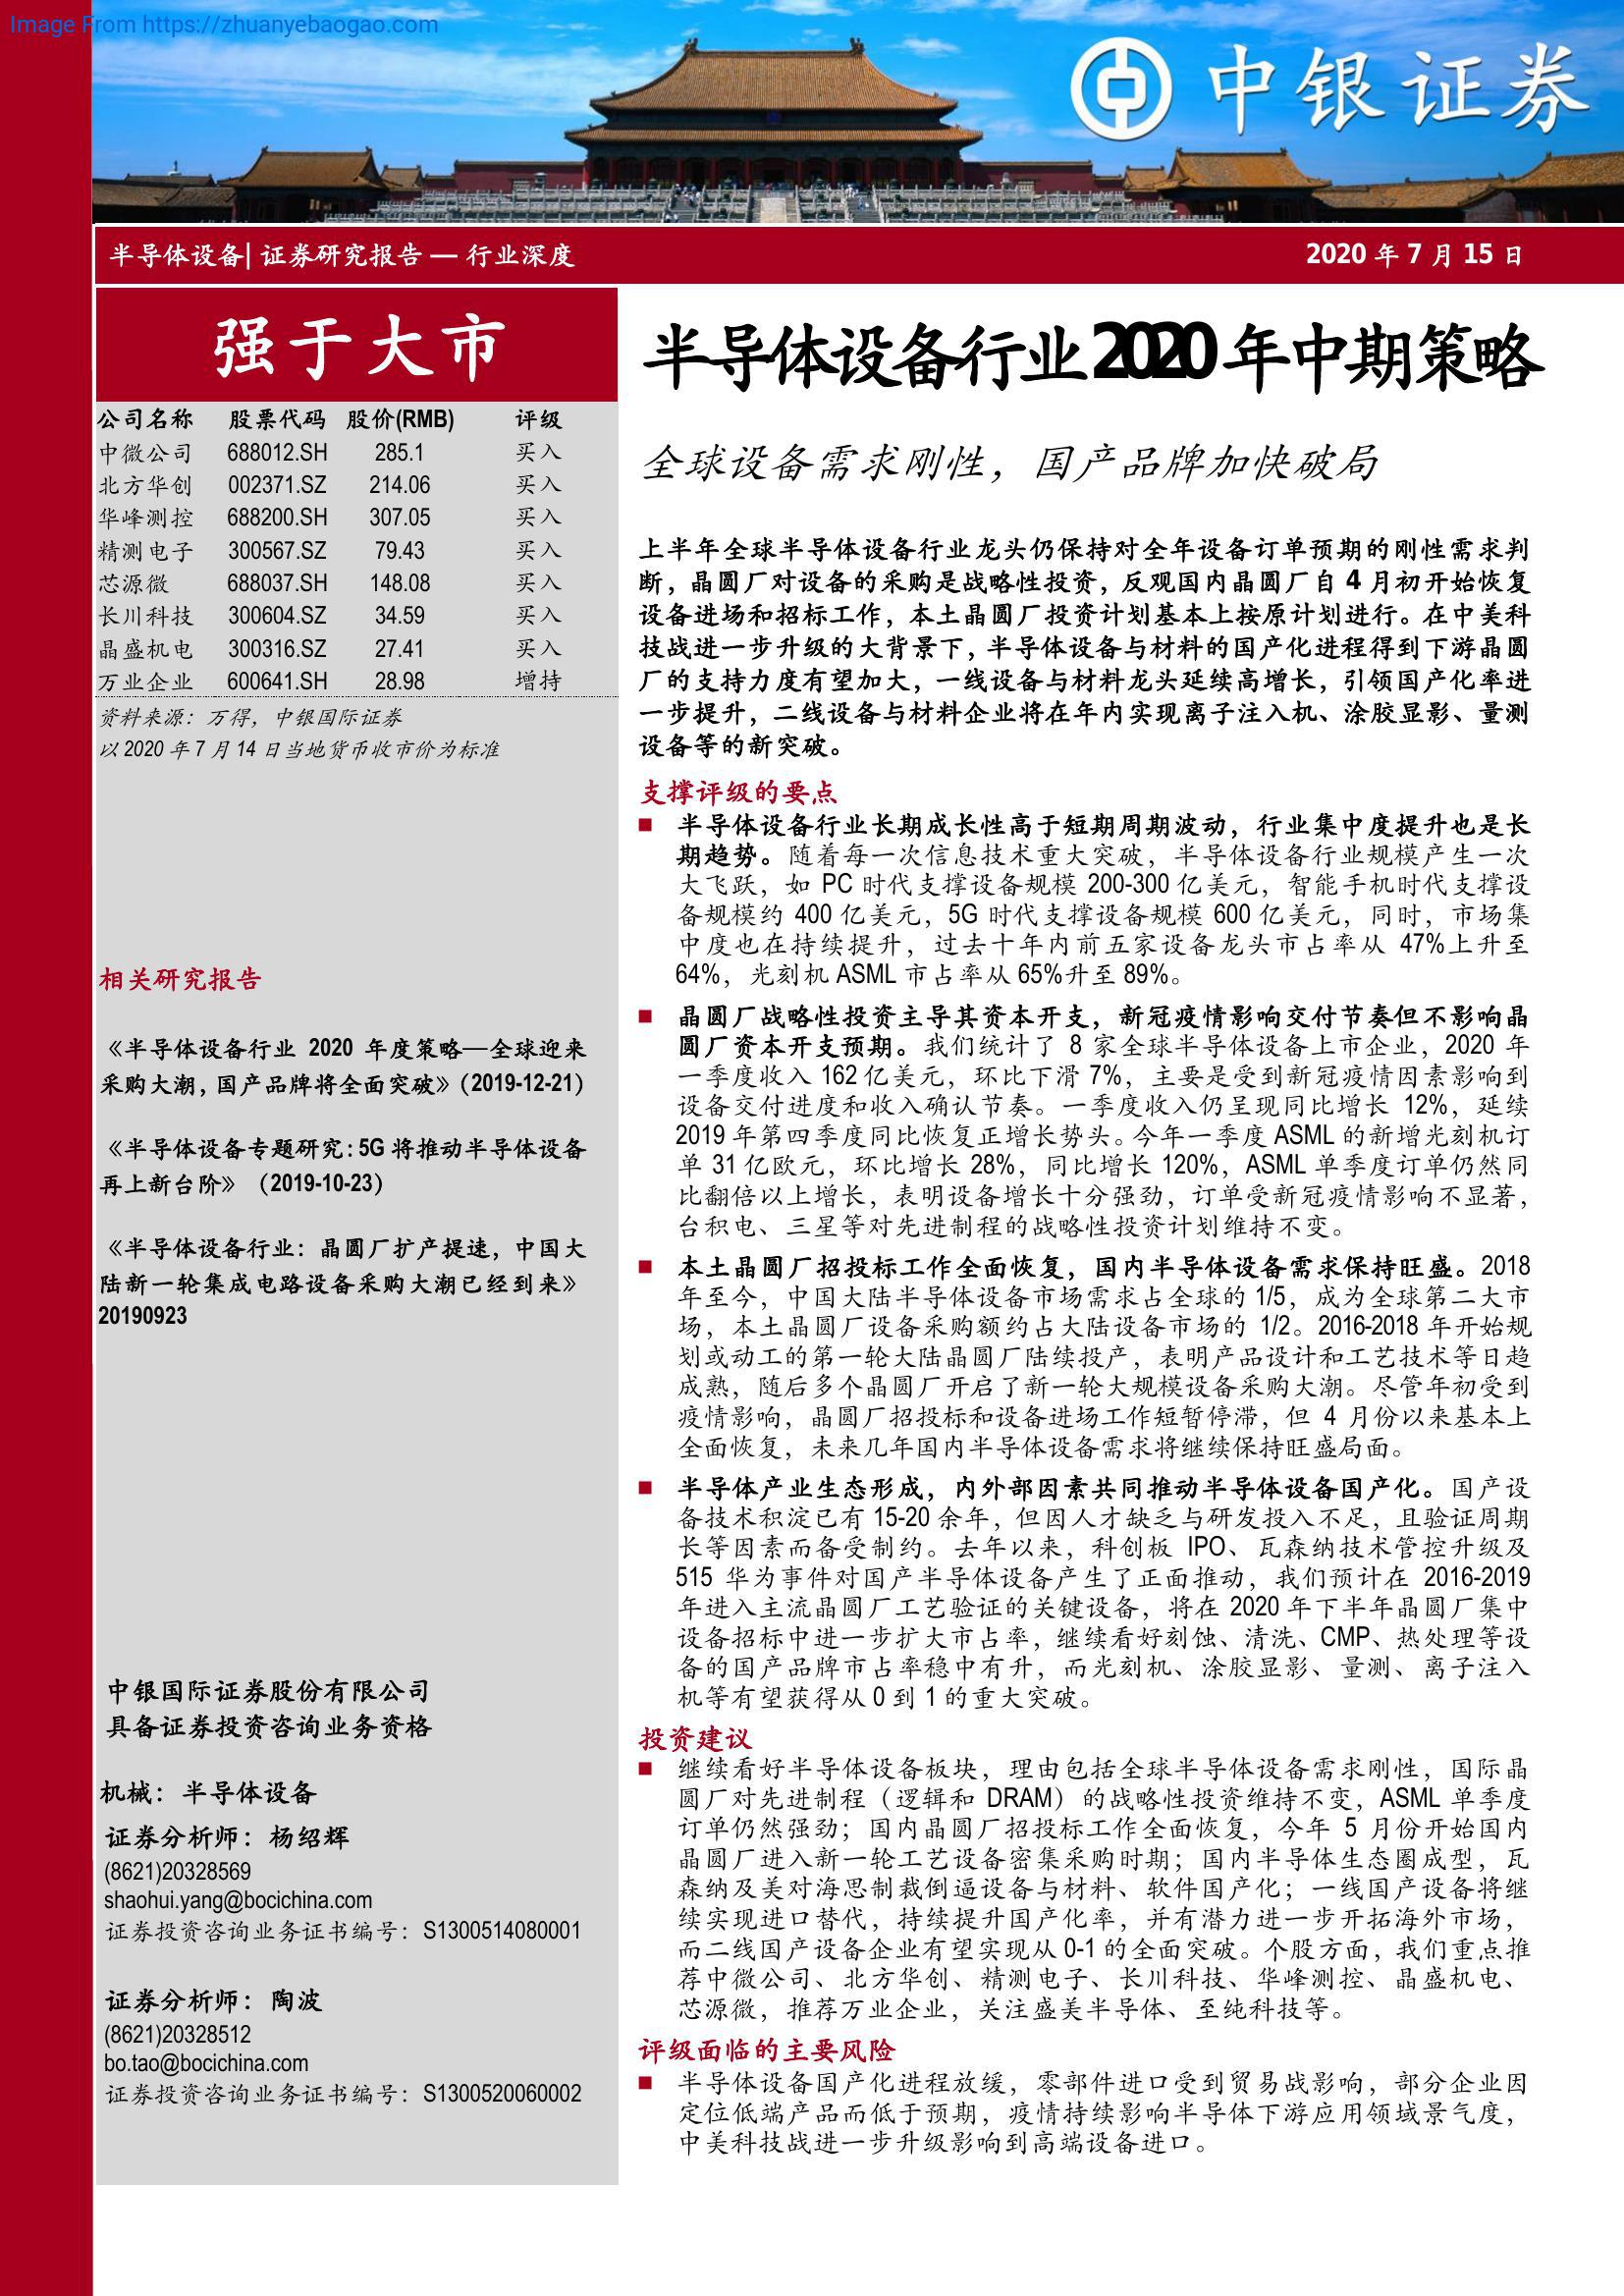 Image From https://zhuanyebaogao.com
中银证券
半导体设备| 证券研究报告 — 行业深度
2020 年 7 月 15 日
强于大市
公司名称 股票代码 股价(RMB) 评级
中微公司 688012.SH 285.1 买入
北方华创 002371.SZ 214.06 买入
华峰测控 688200.SH 307.05 买入
精测电子 300567.SZ 79.43 买入
芯源微 688037.SH 148.08 买入
长川科技 300604.SZ 34.59 买入
晶盛机电 300316.SZ 27.41 买入
万业企业 600641.SH 28.98 增持
资料来源：万得，中银国际证券
以 2020 年 7 月 14 日当地货币收市价为标准
相关研究报告
《半导体设备行业 2020 年度策略—全球迎来
采购大潮，国产品牌将全面突破》（2019-12-21）
《半导体设备专题研究：5G 将推动半导体设备
再上新台阶》（2019-10-23）
《半导体设备行业：晶圆厂扩产提速，中国大
陆新一轮集成电路设备采购大潮已经到来》
20190923
中银国际证券股份有限公司
具备证券投资咨询业务资格
机械：半导体设备
证券分析师：杨绍辉
(8621)20328569
shaohui.yang@bocichina.com
证券投资咨询业务证书编号：S1300514080001
证券分析师：陶波
(8621)20328512
bo.tao@bocichina.com
证券投资咨询业务证书编号：S1300520060002
半导体设备行业2020年中期策略
全球设备需求刚性，国产品牌加快破局
上半年全球半导体设备行业龙头仍保持对全年设备订单预期的刚性需求判
断，晶圆厂对设备的采购是战略性投资，反观国内晶圆厂自 4 月初开始恢复
设备进场和招标工作，本土晶圆厂投资计划基本上按原计划进行。在中美科
技战进一步升级的大背景下，半导体设备与材料的国产化进程得到下游晶圆
厂的支持力度有望加大，一线设备与材料龙头延续高增长，引领国产化率进
一步提升，二线设备与材料企业将在年内实现离子注入机、涂胶显影、量测
设备等的新突破。
支撑评级的要点
■ 半导体设备行业长期成长性高于短期周期波动，行业集中度提升也是长
期趋势。随着每一次信息技术重大突破，半导体设备行业规模产生一次
大飞跃，如 PC 时代支撑设备规模 200-300 亿美元，智能手机时代支撑设
备规模约 400 亿美元，5G 时代支撑设备规模 600 亿美元，同时，市场集
中度也在持续提升，过去十年内前五家设备龙头市占率从 47%上升至
64%，光刻机 ASML 市占率从 65%升至 89%。
■ 晶圆厂战略性投资主导其资本开支，新冠疫情影响交付节奏但不影响晶
圆厂资本开支预期。我们统计了 8 家全球半导体设备上市企业，2020 年
一季度收入 162 亿美元，环比下滑 7%，主要是受到新冠疫情因素影响到
设备交付进度和收入确认节奏。一季度收入仍呈现同比增长 12%，延续
2019 年第四季度同比恢复正增长势头。今年一季度 ASML 的新增光刻机订
单 31 亿欧元，环比增长 28%，同比增长 120%，ASML 单季度订单仍然同
比翻倍以上增长，表明设备增长十分强劲，订单受新冠疫情影响不显著，
台积电、三星等对先进制程的战略性投资计划维持不变。
■ 本土晶圆厂招投标工作全面恢复，国内半导体设备需求保持旺盛。2018
年至今，中国大陆半导体设备市场需求占全球的 1/5，成为全球第二大市
场，本土晶圆厂设备采购额约占大陆设备市场的 1/2。2016-2018 年开始规
划或动工的第一轮大陆晶圆厂陆续投产，表明产品设计和工艺技术等日趋
成熟，随后多个晶圆厂开启了新一轮大规模设备采购大潮。尽管年初受到
疫情影响，晶圆厂招投标和设备进场工作短暂停滞，但 4 月份以来基本上
全面恢复，未来几年国内半导体设备需求将继续保持旺盛局面。
■ 半导体产业生态形成，内外部因素共同推动半导体设备国产化。国产设
备技术积淀已有 15-20 余年，但因人才缺乏与研发投入不足，且验证周期
长等因素而备受制约。去年以来，科创板 IPO、瓦森纳技术管控升级及
515 华为事件对国产半导体设备产生了正面推动，我们预计在 2016-2019
年进入主流晶圆厂工艺验证的关键设备，将在 2020 年下半年晶圆厂集中
设备招标中进一步扩大市占率，继续看好刻蚀、清洗、CMP、热处理等设
备的国产品牌市占率稳中有升，而光刻机、涂胶显影、量测、离子注入
机等有望获得从 0 到 1 的重大突破。
投资建议
■ 继续看好半导体设备板块，理由包括全球半导体设备需求刚性，国际晶
圆厂对先进制程（逻辑和 DRAM）的战略性投资维持不变，ASML 单季度
订单仍然强劲；国内晶圆厂招投标工作全面恢复，今年 5 月份开始国内
晶圆厂进入新一轮工艺设备密集采购时期；国内半导体生态圈成型，瓦
森纳及美对海思制裁倒逼设备与材料、软件国产化；一线国产设备将继
续实现进口替代，持续提升国产化率，并有潜力进一步开拓海外市场，
而二线国产设备企业有望实现从 0-1 的全面突破。个股方面，我们重点推
荐中微公司、北方华创、精测电子、长川科技、华峰测控、晶盛机电、
芯源微，推荐万业企业，关注盛美半导体、至纯科技等。
评级面临的主要风险
■ 半导体设备国产化进程放缓，零部件进口受到贸易战影响，部分企业因
定位低端产品而低于预期，疫情持续影响半导体下游应用领域景气度，
中美科技战进一步升级影响到高端设备进口。